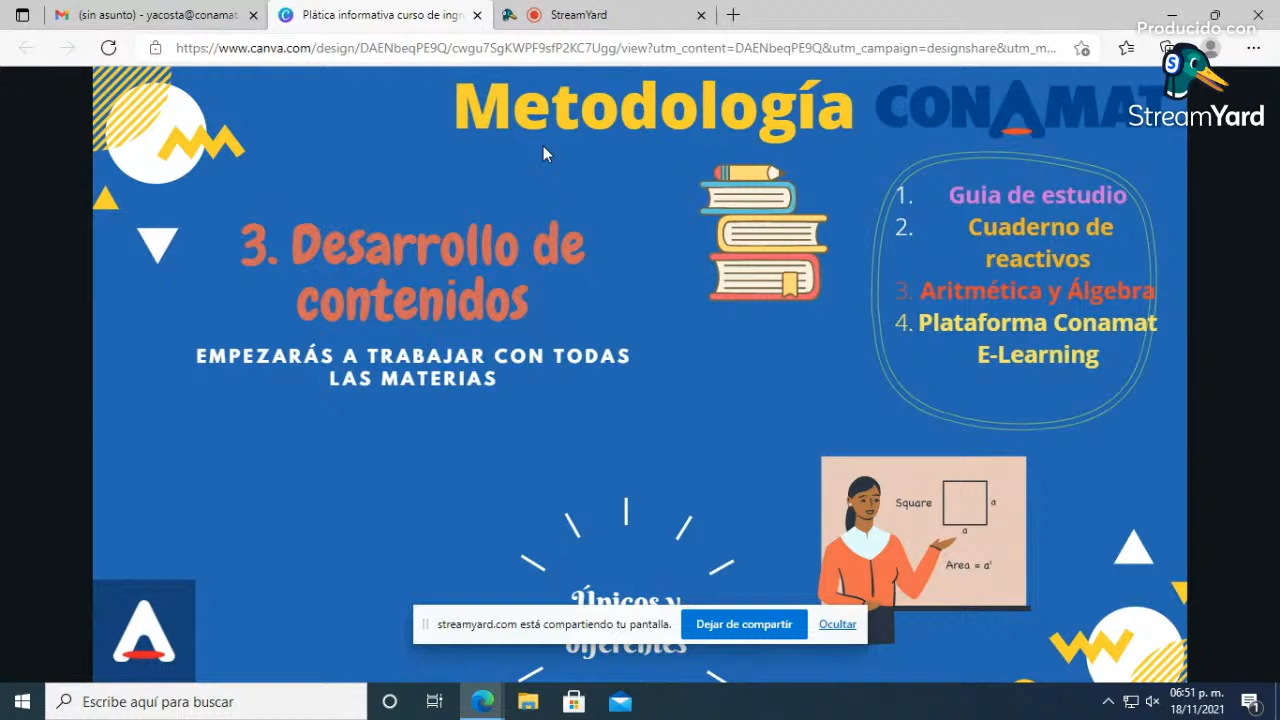 (sin asunto) - yacosta@conamat
Plática informativa curso de ingr
StreamYard
Producido con
https://www.canva.com/design/DAENbeqPE9Q/cwgu7SgKWPF9sfP2KC7Ugg/view?utm_content=DAENbeqPE9Q&utm_campaign=designshare&utm_m...
StreamYard
Metodología
CONAMAT
3. Desarrollo de
contenidos
EMPEZARÁS A TRABAJAR CON TODAS
LAS MATERIAS
1. Guia de estudio
2. Cuaderno de
reactivos
3. Aritmética y Álgebra
4. Plataforma Conamat
E-Learning
Square
a
a
Area = a²
Únicos y
diferentes
streamyard.com está compartiendo tu pantalla.
Dejar de compartir
Ocultar
Escribe aquí para buscar
06:51 p. m.
18/11/2021
1